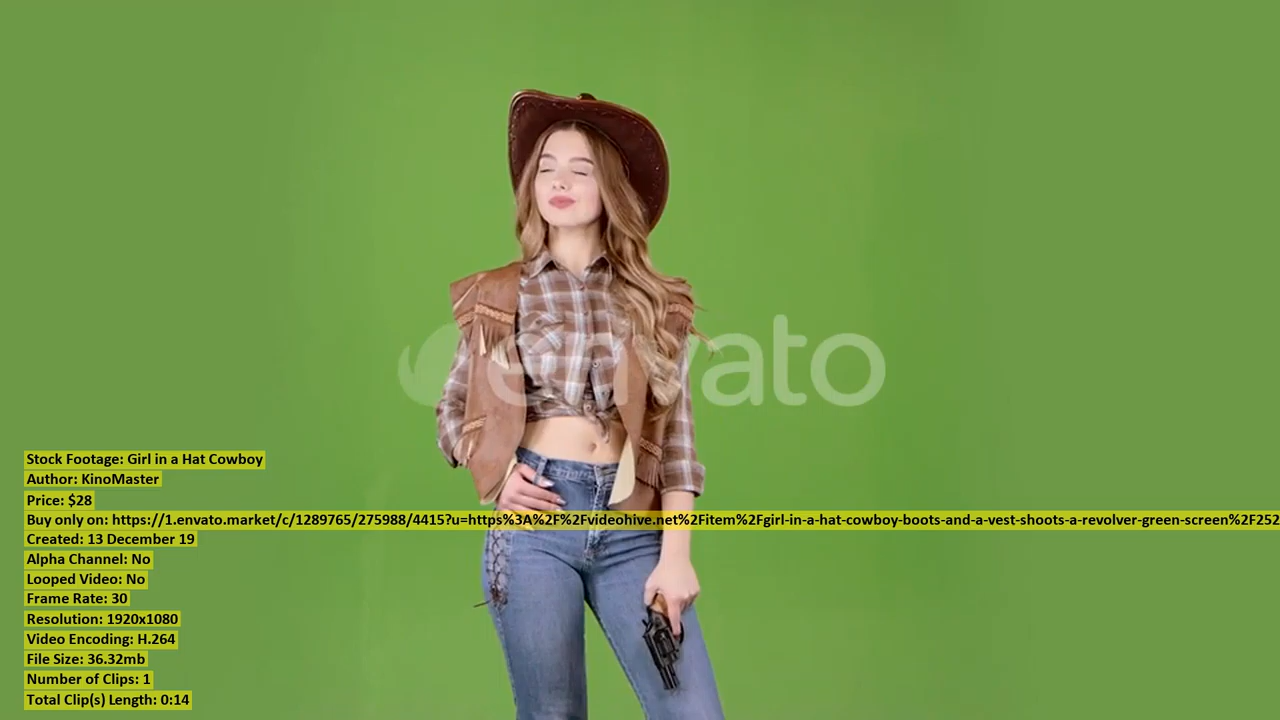 envato
Stock Footage: Girl in a Hat Cowboy
Author: KinoMaster
Price: $28
Buy only on: https://1.envato.market/c/1289765/275988/4415?u=https%3A%2F%2Fvideohive.net%2Fitem%2Fgirl-in-a-hat-cowboy-boots-and-a-vest-shoots-a-revolver-green-screen%2F252
Created: 13 December 19
Alpha Channel: No
Looped Video: No
Frame Rate: 30
Resolution: 1920x1080
Video Encoding: H.264
File Size: 36.32mb
Number of Clips: 1
Total Clip(s) Length: 0:14